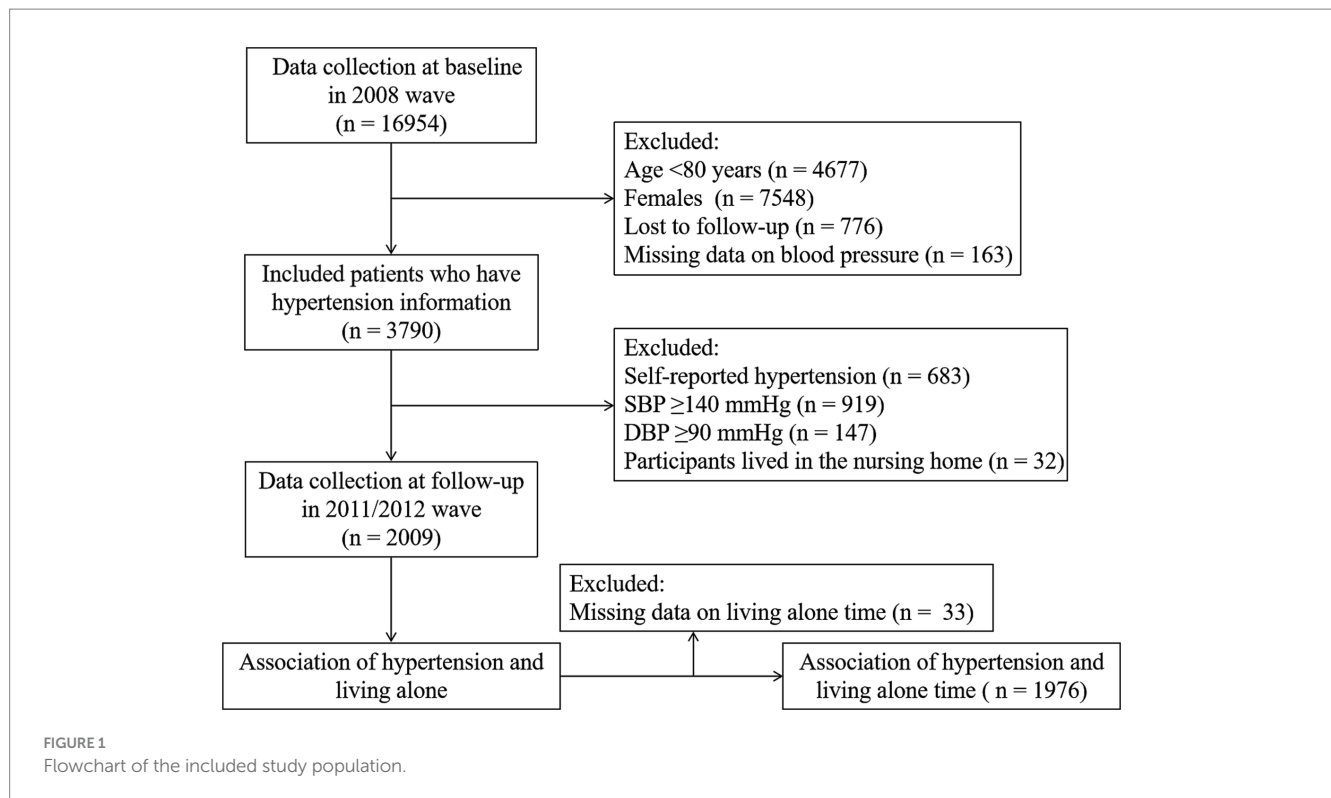 Data collection at baseline
in 2008 wave
(n = 16954)
Excluded:
Age <80 years (n = 4677)
Females (n = 7548)
Lost to follow-up (n = 776)
Missing data on blood pressure (n = 163)
Included patients who have
hypertension information
(n = 3790)
Excluded:
Self-reported hypertension (n = 683)
SBP ≥140 mmHg (n = 919)
DBP ≥90 mmHg (n = 147)
Participants lived in the nursing home (n = 32)
Data collection at follow-up
in 2011/2012 wave
(n = 2009)
Excluded:
Missing data on living alone time (n = 33)
Association of hypertension and
living alone
Association of hypertension and
living alone time ( n = 1976)
FIGURE 1
Flowchart of the included study population.